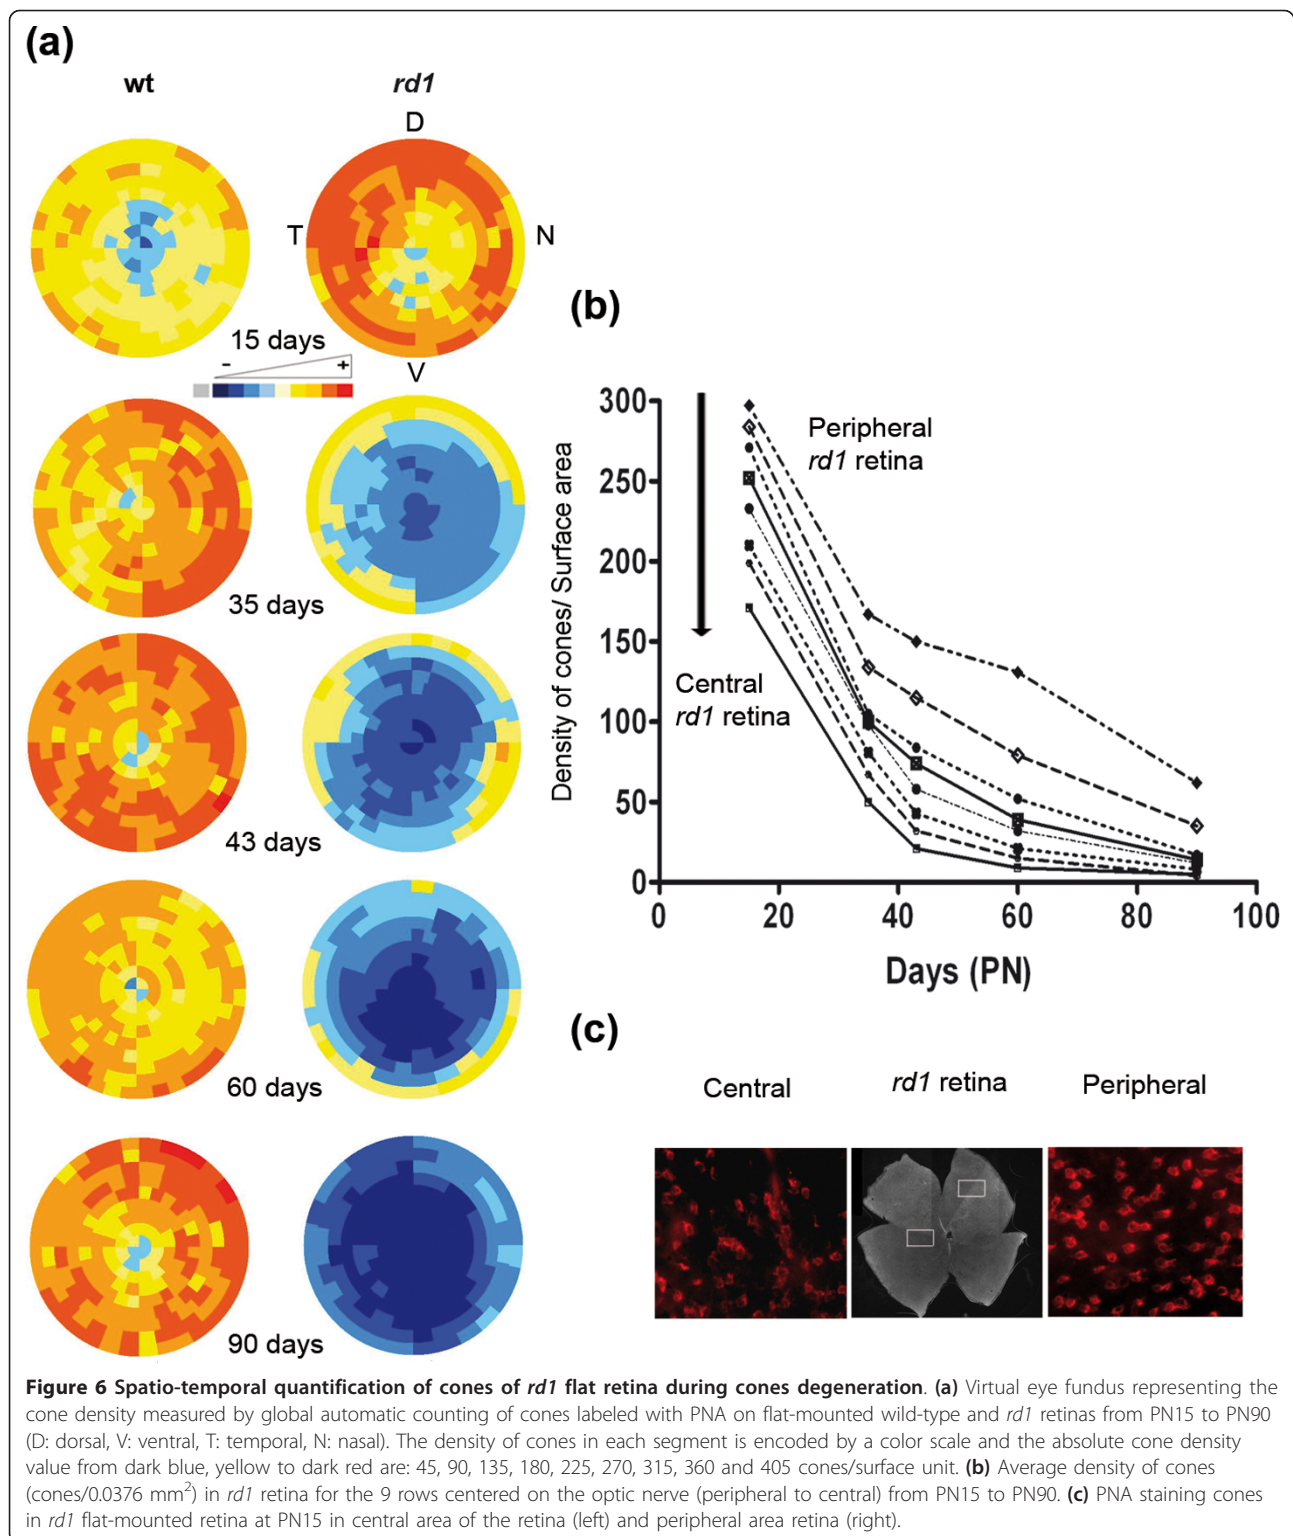 (a)
wt
rd1
D
T
N
15 days
- +
V
35 days
43 days
60 days
90 days
(b)
300
250
200
150
100
50
0
Density of cones/ Surface area
Peripheral
rd1 retina
Central
rd1 retina
0 20 40 60 80 100
Days (PN)
(c)
Central
rd1 retina
Peripheral
Figure 6 Spatio-temporal quantification of cones of rd1 flat retina during cones degeneration. (a) Virtual eye fundus representing the
cone density measured by global automatic counting of cones labeled with PNA on flat-mounted wild-type and rd1 retinas from PN15 to PN90
(D: dorsal, V: ventral, T: temporal, N: nasal). The density of cones in each segment is encoded by a color scale and the absolute cone density
value from dark blue, yellow to dark red are: 45, 90, 135, 180, 225, 270, 315, 360 and 405 cones/surface unit. (b) Average density of cones
(cones/0.0376 mm²) in rd1 retina for the 9 rows centered on the optic nerve (peripheral to central) from PN15 to PN90. (c) PNA staining cones
in rd1 flat-mounted retina at PN15 in central area of the retina (left) and peripheral area retina (right).